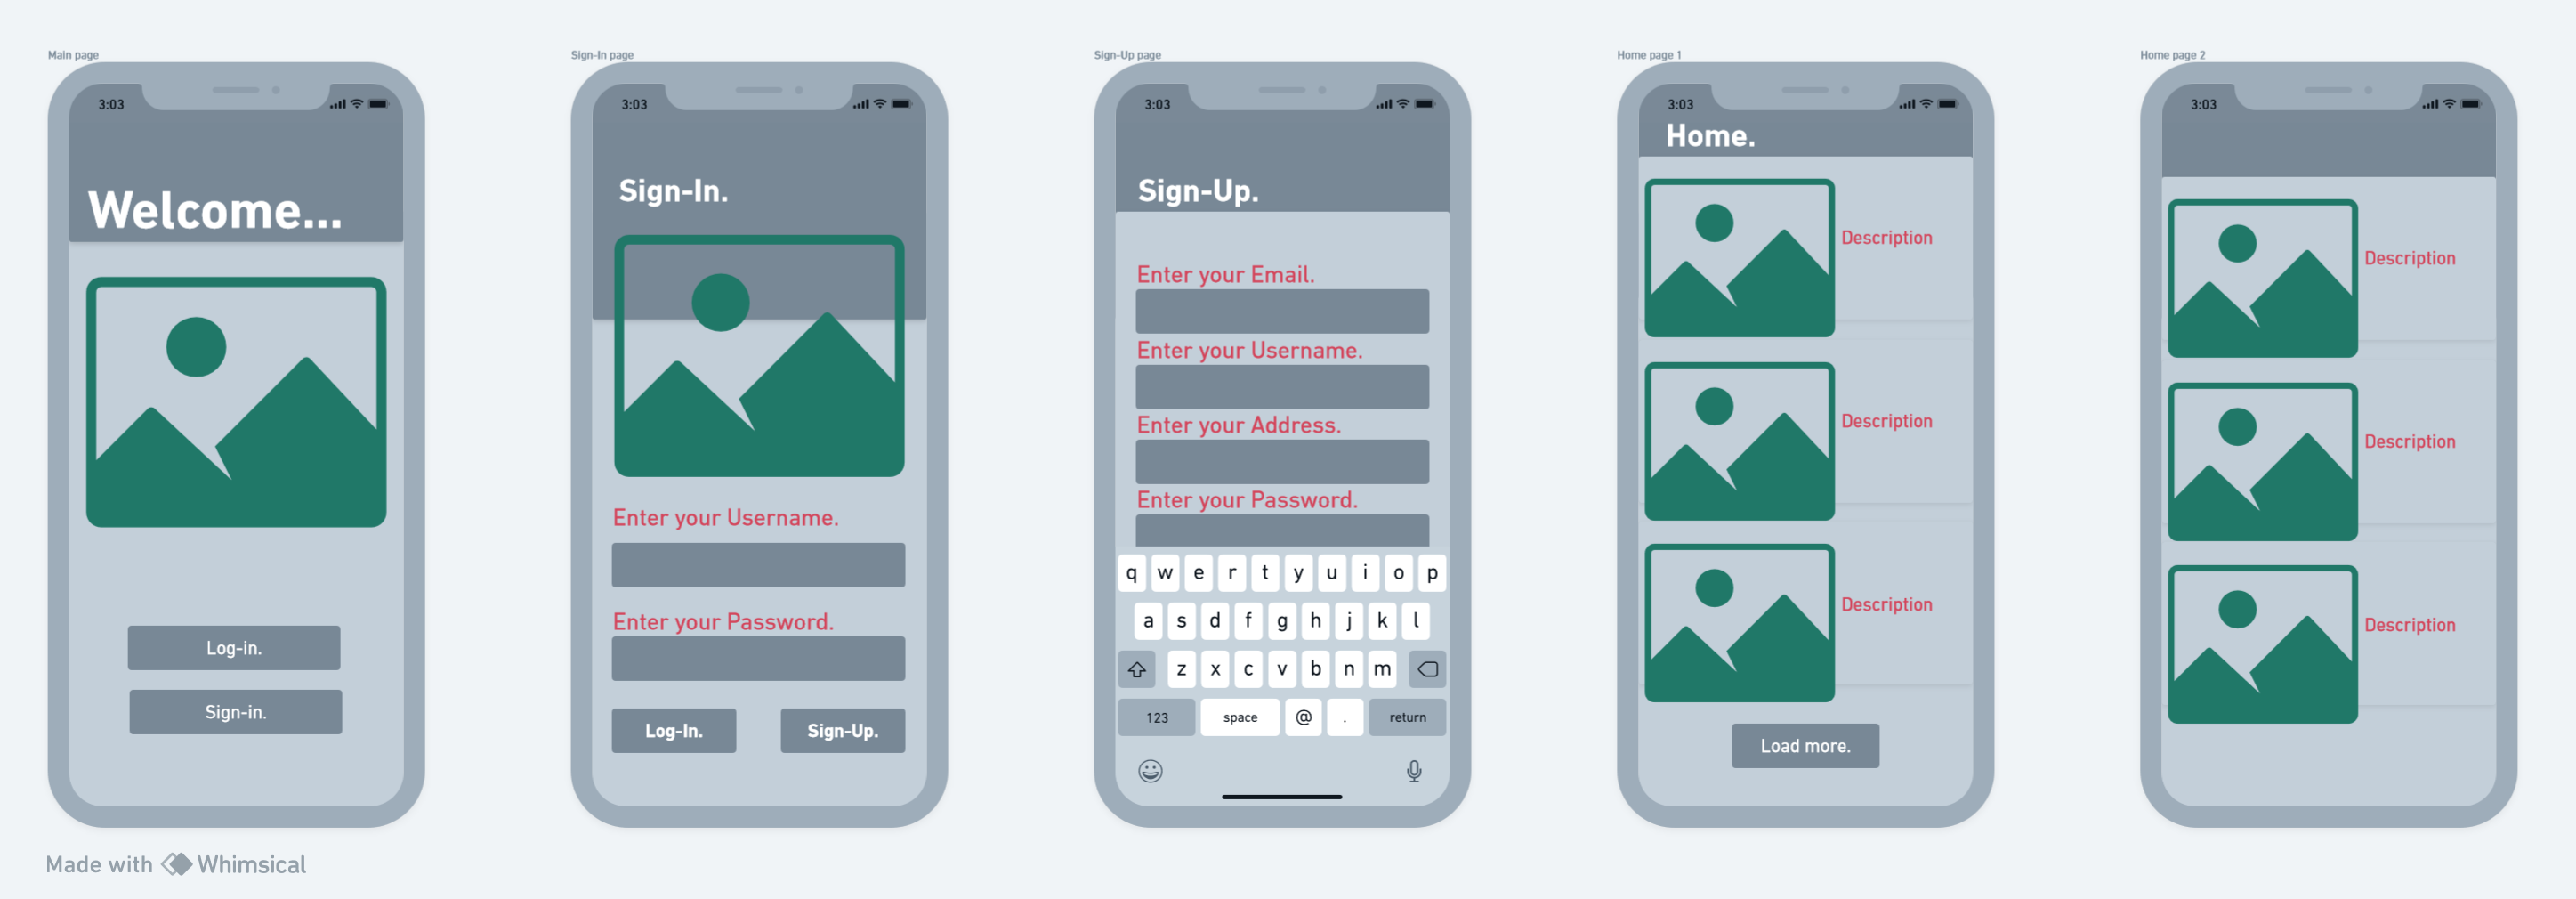 Main page
3:03
Welcome...
Log-in.
Sign-in.
Sign-In page
3:03
Sign-In.
Enter your Username.
Enter your Password.
Log-In.
Sign-Up.
Sign-Up page
3:03
Sign-Up.
Enter your Email.
Enter your Username.
Enter your Address.
Enter your Password.
q w e r t y u i o p
a s d f g h j k l
z x c v b n m
123 space @ . return
Home page 1
3:03
Home.
Description
Description
Description
Load more.
Home page 2
3:03
Description
Description
Description
Made with Whimsical